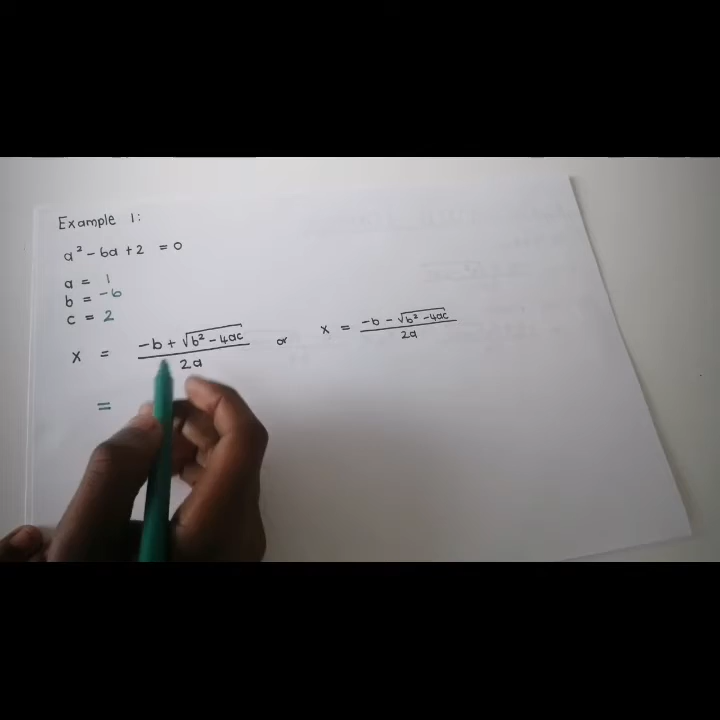 Example 1:
a² - 6a + 2 = 0
a = 1
b = -6
c = 2
x = (-b + √(b² - 4ac)) / 2a or x = (-b - √(b² - 4ac)) / 2a
=